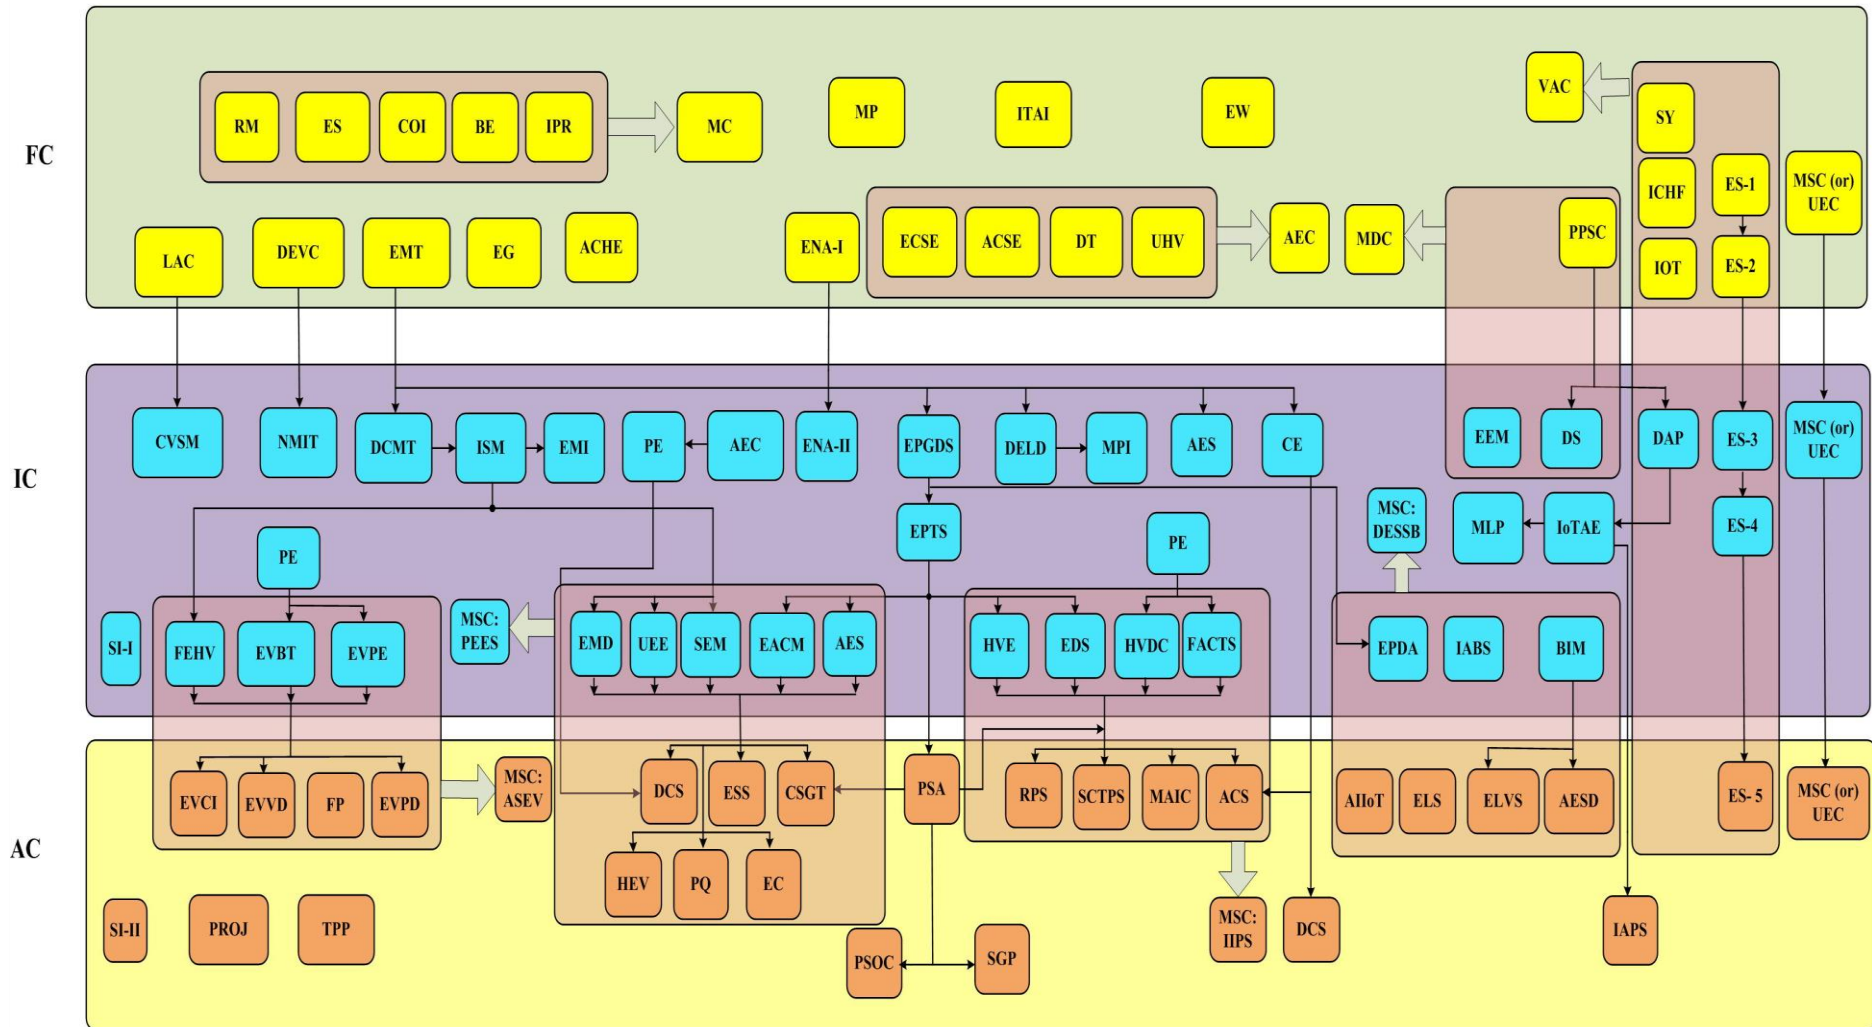 FC
RM
ES
COI
BE
IPR
MC
MP
ITAI
EW
VAC
SY
ICHF
IOT
ES-1
ES-2
MSC (or)
UEC
LAC
DEVC
EMT
EG
ACHE
ENA-I
ECSE
ACSE
DT
UHV
AEC
MDC
PPSC
IC
CVSM
NMIT
DCMT
ISM
EMI
PE
AEC
ENA-II
EPGDS
DELD
MPI
AES
CE
EEM
DS
DAP
ES-3
MSC (or)
UEC
PE
EPTS
PE
MSC:
DESSB
MLP
IoTAE
ES-4
SI-I
FEHV
EVBT
EVPE
MSC:
PEES
EMD
UEE
SEM
EACM
AES
HVE
EDS
HVDC
FACTS
EPDA
IABS
BIM
AC
EVCI
EVVD
FP
EVPD
MSC:
ASEV
DCS
ESS
CSGT
PSA
RPS
SCTPS
MAIC
ACS
AIIoT
ELS
ELVS
AESD
ES- 5
MSC (or)
UEC
HEV
PQ
EC
SI-II
PROJ
TPP
PSOC
SGP
MSC:
IIPS
DCS
IAPS